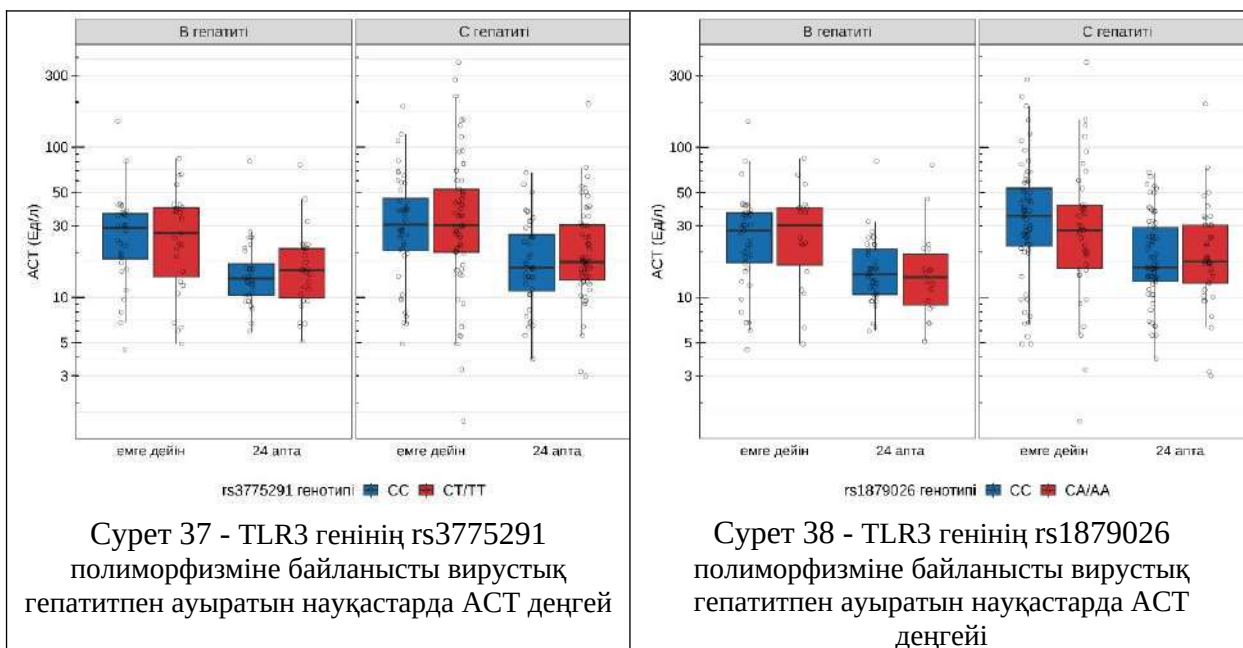 В гепатиті
С гепатиті
300
100
50
30
10
5
3
АСТ (Ед/л)
емге дейін
24 апта
емге дейін
24 апта
rs3775291 генотипі CC CT/TT
Сурет 37 - TLR3 генінің rs3775291
полиморфизміне байланысты вирустық
гепатитпен ауыратын науқастарда АСТ деңгей
В гепатиті
С гепатиті
300
100
50
30
10
5
3
АСТ (Ед/л)
емге дейін
24 апта
емге дейін
24 апта
rs1879026 генотипі CC CA/AA
Сурет 38 - TLR3 генінің rs1879026
полиморфизміне байланысты вирустық
гепатитпен ауыратын науқастарда АСТ
деңгейі